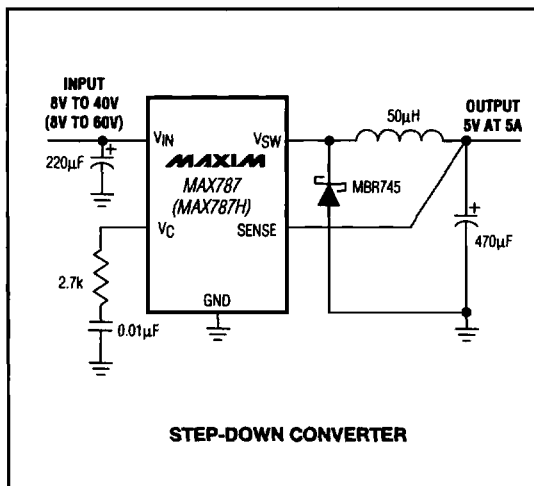 INPUT
8V TO 40V
(8V TO 60V)
220µF
+
VIN
VSW
MAXIM
MAX787
(MAX787H)
VC
SENSE
GND
2.7k
0.01µF
50µH
MBR745
OUTPUT
5V AT 5A
+
470µF
STEP-DOWN CONVERTER